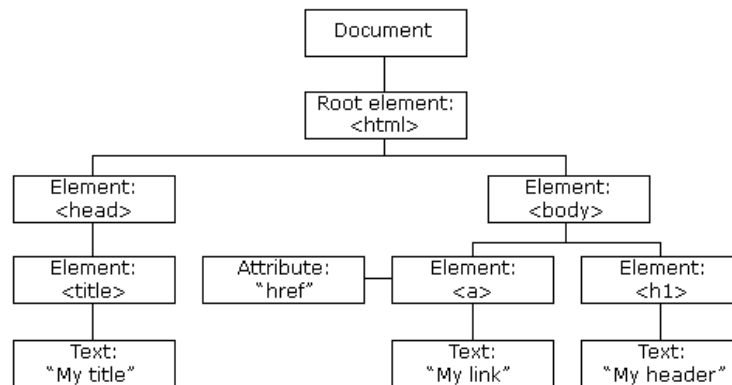 Document
Root element:
<html>
Element:
<head>
Element:
<body>
Element:
<title>
Attribute:
“href”
Element:
<a>
Element:
<h1>
Text:
“My title”
Text:
“My link”
Text:
“My header”